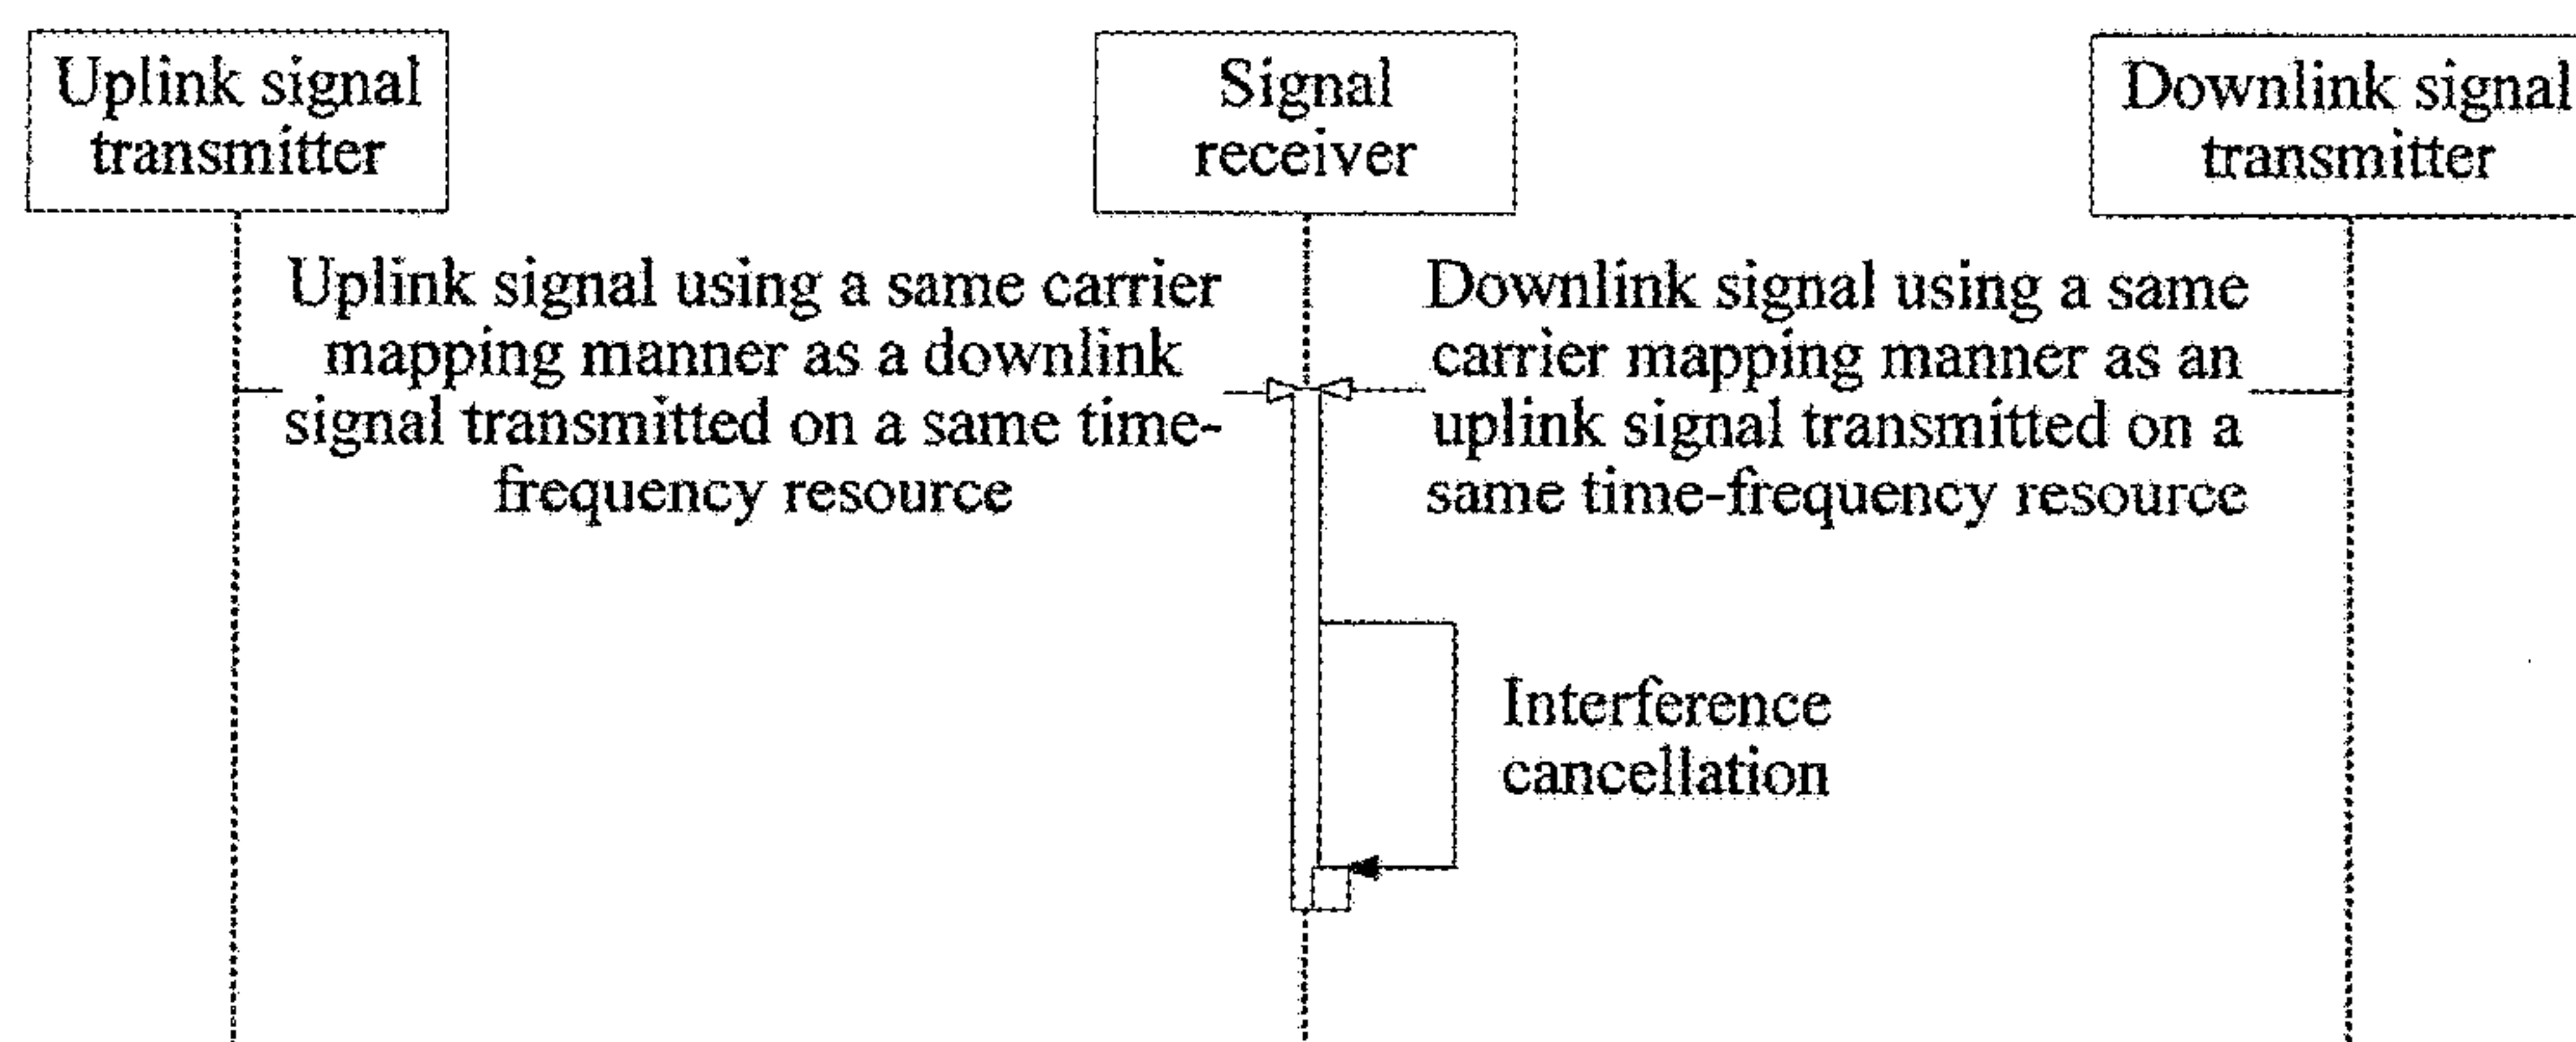 Uplink signal
transmitter
Signal
receiver
Downlink signal
transmitter
Uplink signal using a same carrier
mapping manner as a downlink
signal transmitted on a same time-
frequency resource
Downlink signal using a same
carrier mapping manner as an
uplink signal transmitted on a
same time-frequency resource
Interference
cancellation